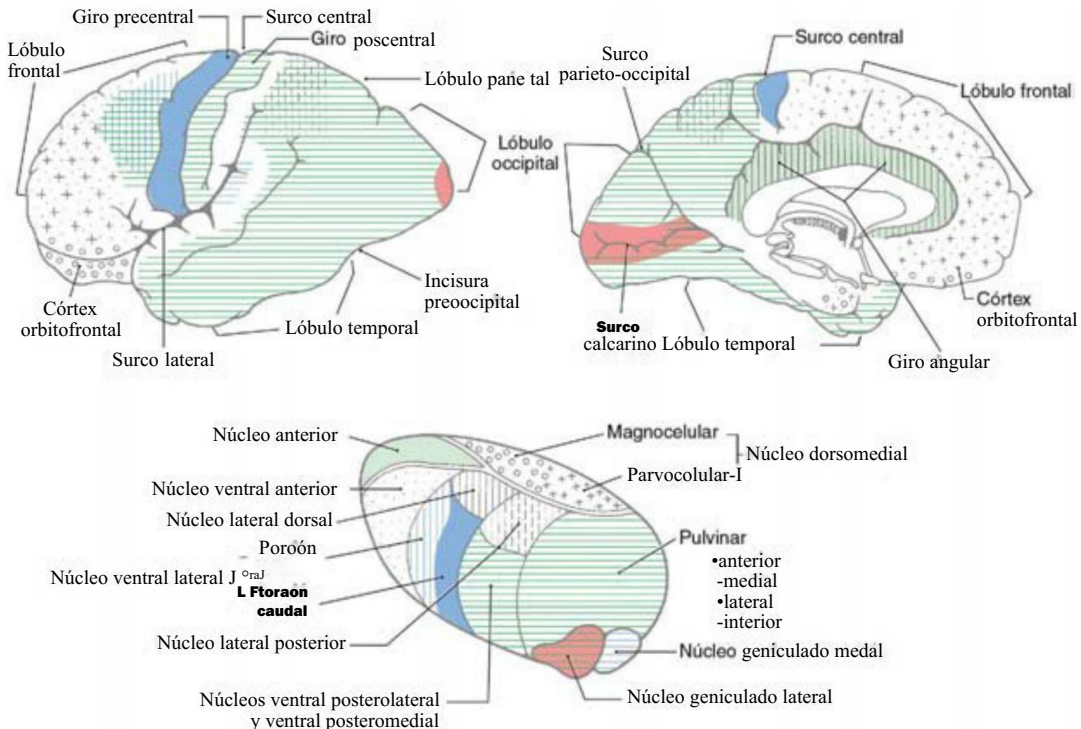 Giro precentral
Surco central
Giro poscentral
Lóbulo
frontal
Lóbulo pane tal
Lóbulo
occipital
Incisura
preoocipital
Córtex
orbitofrontal
Lóbulo temporal
Surco lateral
Surco
parieto-occipital
Surco central
Lóbulo frontal
Surco
calcarino Lóbulo temporal
Córtex
orbitofrontal
Giro angular
Núcleo anterior
Magnocelular
Núcleo dorsomedial
Parvocolular-I
Núcleo ventral anterior
Núcleo lateral dorsal
Poroón
Núcleo ventral lateral J °raJ
L Ftoraón
caudal
Núcleo lateral posterior
Pulvinar
•anterior
-medial
•lateral
-interior
Núcleo geniculado medal
Núcleo geniculado lateral
Núcleos ventral posterolateral
y ventral posteromedial